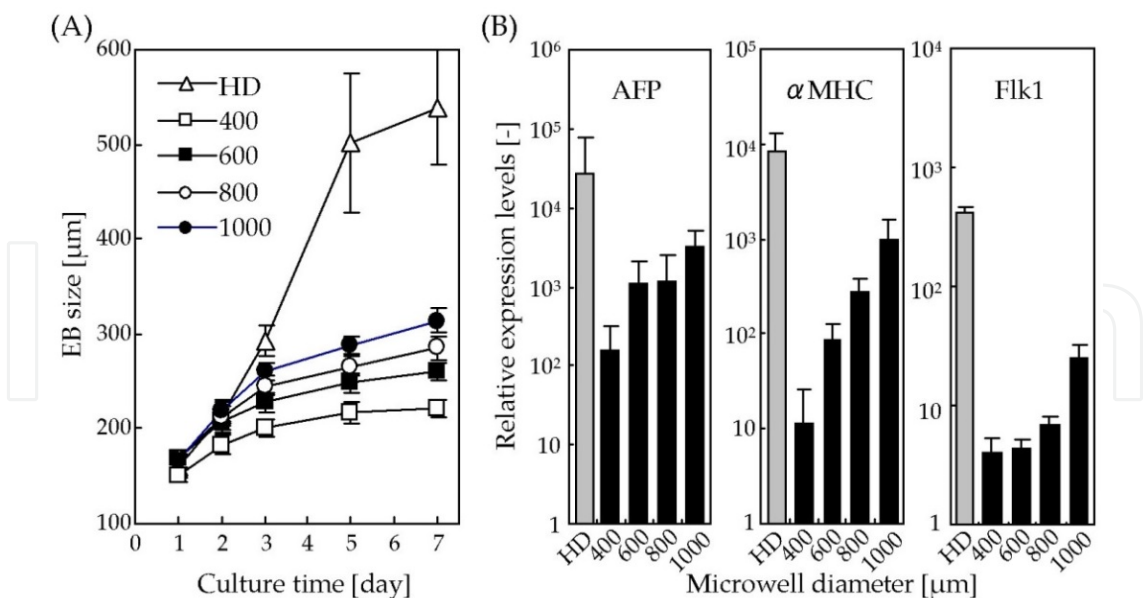 (A)
600
500
400
300
200
100
0 1 2 3 4 5 6 7
EB size [µm]
Culture time [day]
HD
400
600
800
1000
(B)
Relative expression levels [-]
10⁶
10⁵
10⁴
10³
10²
10
1
AFP
HD 400 600 800 1000
10⁵
10⁴
10³
10²
10
1
αMHC
HD 400 600 800 1000
10⁴
10³
10²
10
1
Flk1
HD 400 600 800 1000
Microwell diameter [µm]